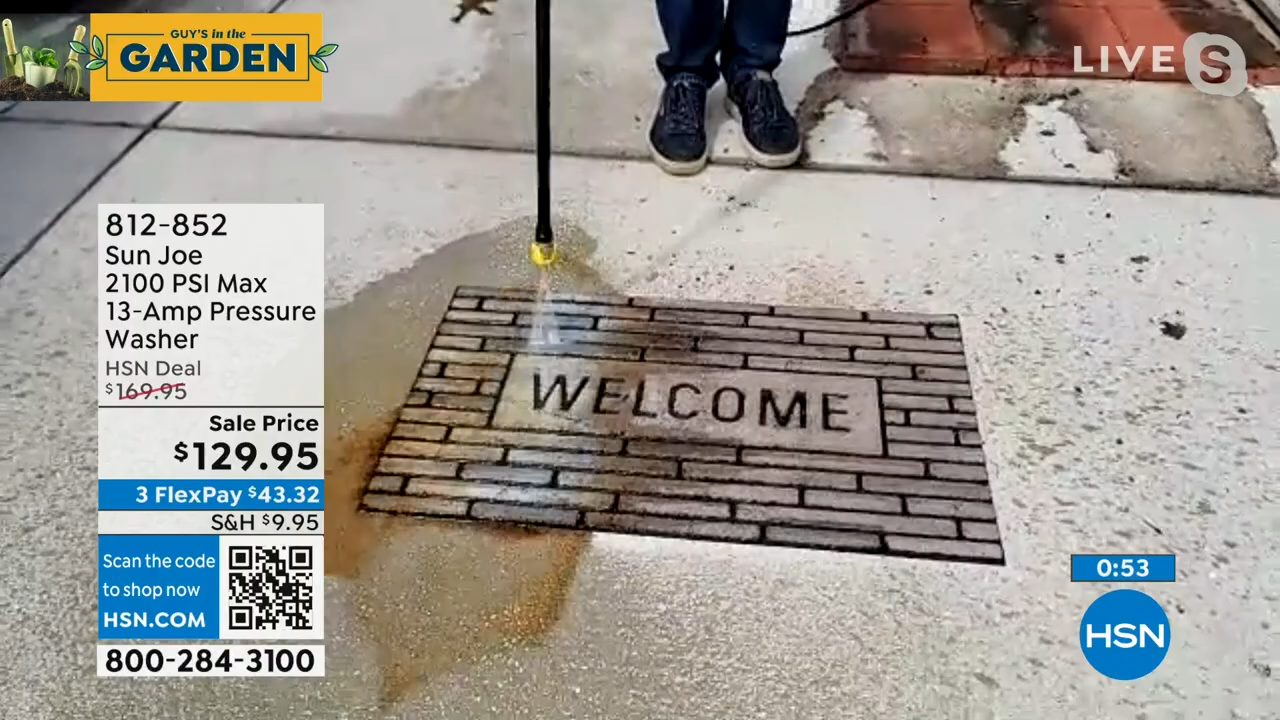 GUY'S in the
GARDEN
LIVE S
812-852
Sun Joe
2100 PSI Max
13-Amp Pressure
Washer
HSN Deal
$169.95
Sale Price
$129.95
3 FlexPay $43.32
S&H $9.95
Scan the code
to shop now
HSN.COM
800-284-3100
WELCOME
0:53
HSN